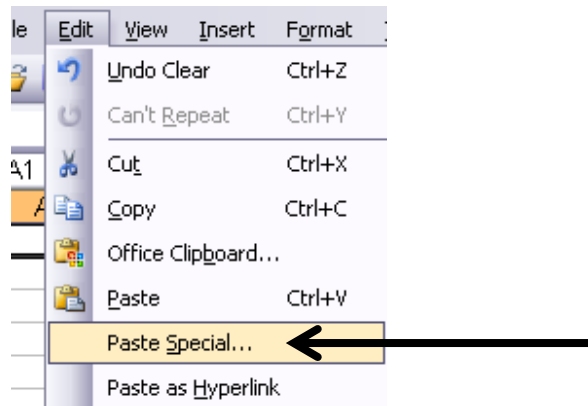 le Edit View Insert Format
Undo Clear Ctrl+Z
Can't Repeat Ctrl+Y
A1 Cut Ctrl+X
A Copy Ctrl+C
Office Clipboard...
Paste Ctrl+V
Paste Special...
Paste as Hyperlink